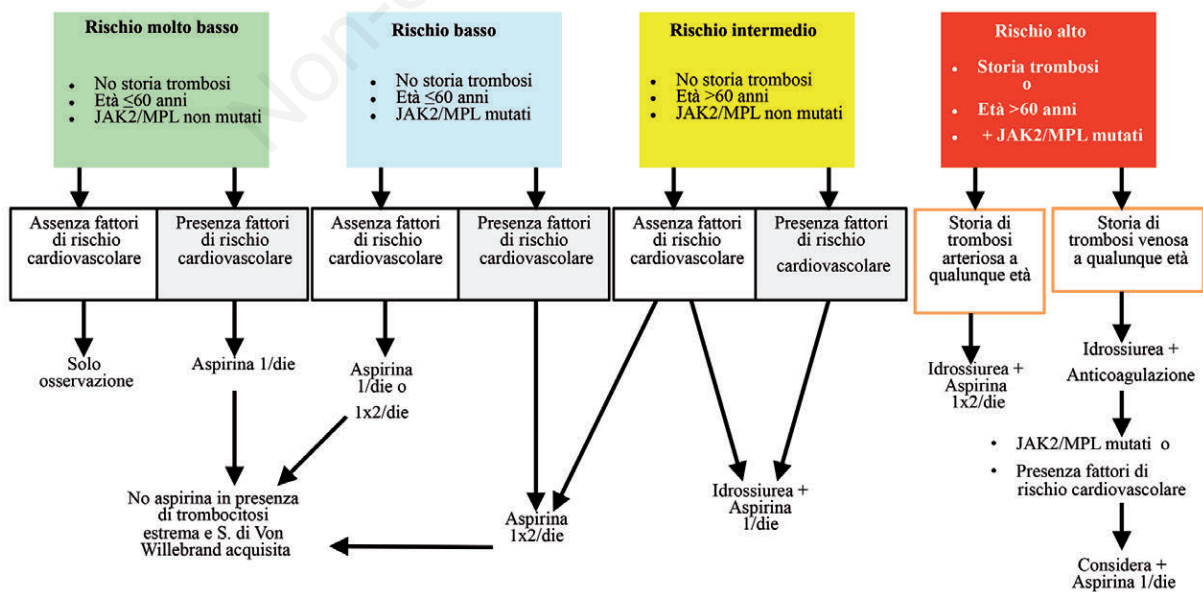 Non-
Rischio molto basso
• No storia trombosi
• Età ≤60 anni
• JAK2/MPL non mutati
Rischio basso
• No storia trombosi
• Età ≤60 anni
• JAK2/MPL mutati
Rischio intermedio
• No storia trombosi
• Età >60 anni
• JAK2/MPL non mutati
Rischio alto
• Storia trombosi
o
• Età >60 anni
• + JAK2/MPL mutati
Assenza fattori
di rischio
cardiovascolare
Presenza fattori
di rischio
cardiovascolare
Assenza fattori
di rischio
cardiovascolare
Presenza fattori
di rischio
cardiovascolare
Assenza fattori
di rischio
cardiovascolare
Presenza fattori
di rischio
cardiovascolare
Storia di
trombosi
arteriosa a
qualunque età
Storia di
trombosi venosa
a qualunque età
Solo
osservazione
Aspirina 1/die
Aspirina
1/die o
1x2/die
No aspirina in presenza
di trombocitosi
estrema e S. di Von
Willebrand acquisita
Aspirina
1x2/die
Idrossiurea +
Aspirina
1/die
Idrossiurea +
Aspirina
1x2/die
Idrossiurea +
Anticoagulazione
• JAK2/MPL mutati o
• Presenza fattori di
rischio cardiovascolare
Considera +
Aspirina 1/die